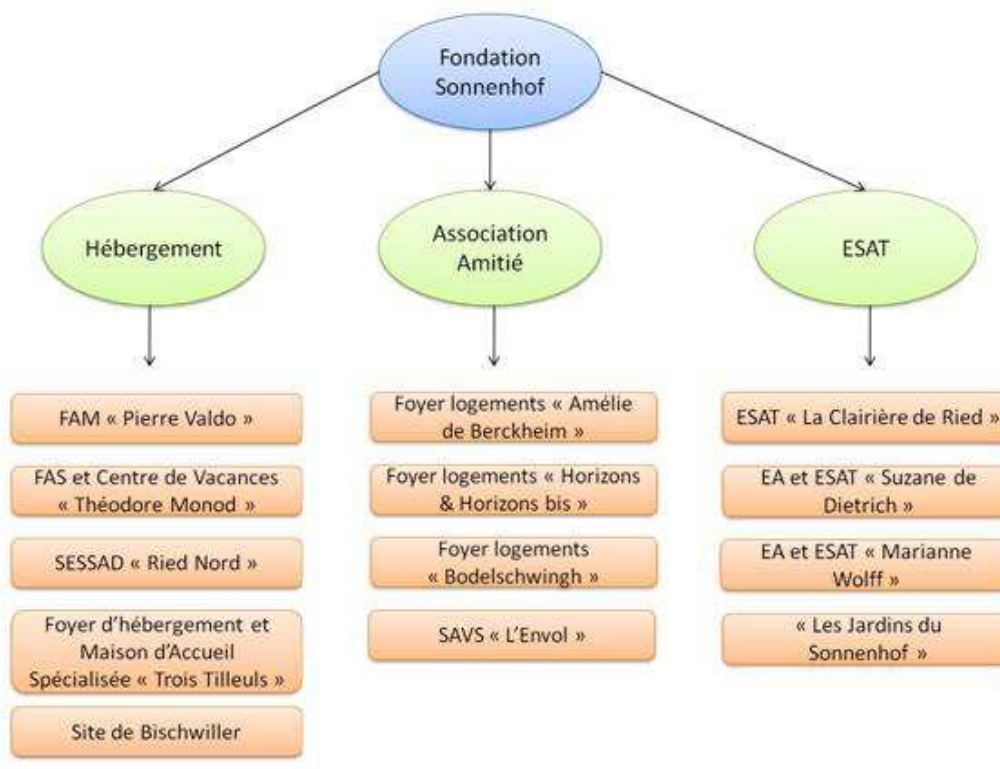 Fondation
Sonnenhof
Hébergement
Association
Amitié
ESAT
FAM « Pierre Valdo »
FAS et Centre de Vacances
« Théodore Monod »
SESSAD « Ried Nord »
Foyer d'hébergement et
Maison d'Accueil
Spécialisée « Trois Tilleuls »
Site de Bischwiller
Foyer logements « Amélie
de Berckheim »
Foyer logements « Horizons
& Horizons bis »
Foyer logements
« Bodelschwingh »
SAVS « L'Envol »
ESAT « La Clairière de Ried »
EA et ESAT « Suzane de
Dietrich »
EA et ESAT « Marianne
Wolff »
« Les Jardins du
Sonnenhof »